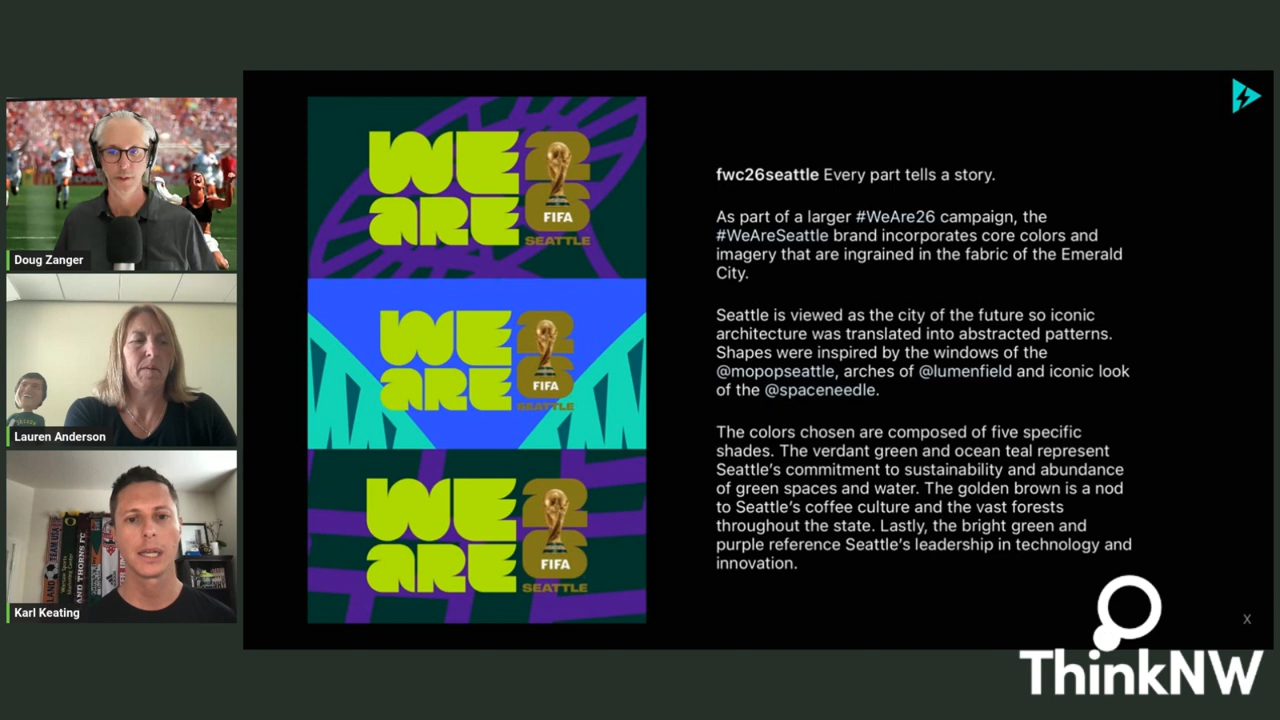 Doug Zanger
Lauren Anderson
Karl Keating
WE
ARE
26
FIFA
SEATTLE
WE
ARE
26
FIFA
SEATTLE
WE
ARE
26
FIFA
SEATTLE
fwc26seattle Every part tells a story.
As part of a larger #WeAre26 campaign, the
#WeAreSeattle brand incorporates core colors and
imagery that are ingrained in the fabric of the Emerald
City.
Seattle is viewed as the city of the future so iconic
architecture was translated into abstracted patterns.
Shapes were inspired by the windows of the
@mopopseattle, arches of @lumenfield and iconic look
of the @spaceneedle.
The colors chosen are composed of five specific
shades. The verdant green and ocean teal represent
Seattle's commitment to sustainability and abundance
of green spaces and water. The golden brown is a nod
to Seattle's coffee culture and the vast forests
throughout the state. Lastly, the bright green and
purple reference Seattle's leadership in technology and
innovation.
X
ThinkNW